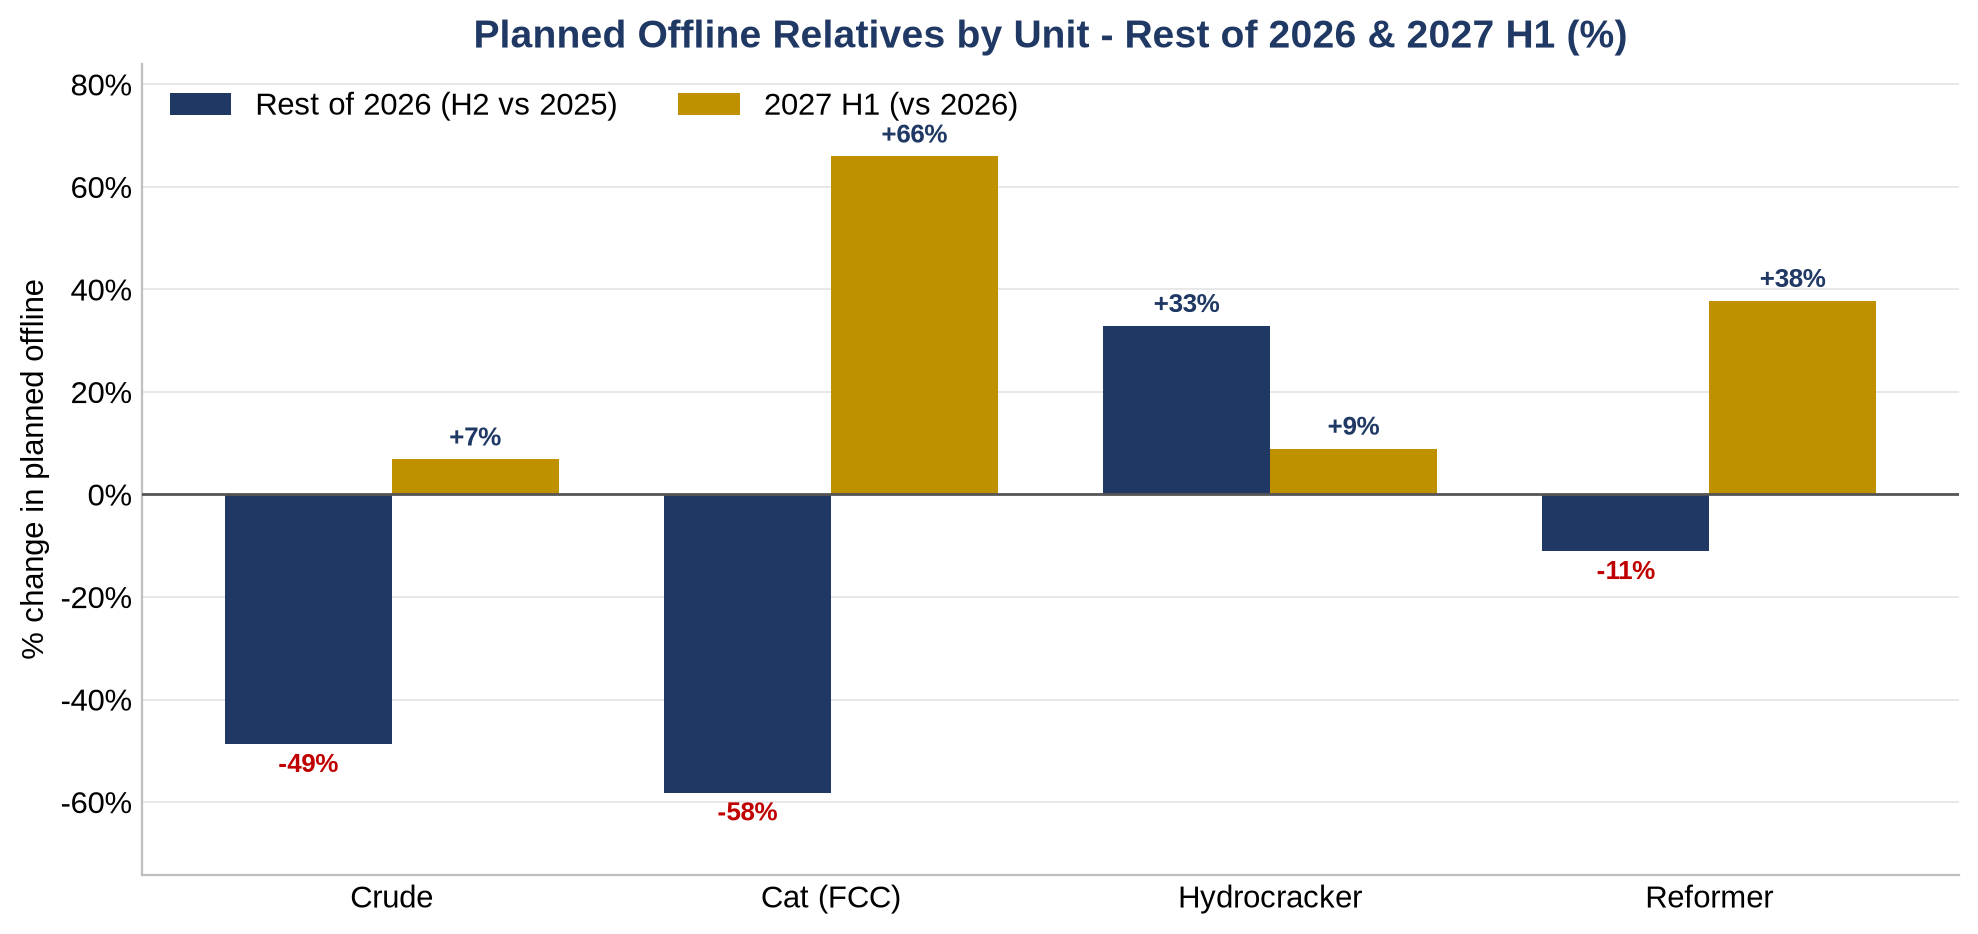 Planned Offline Relatives by Unit - Rest of 2026 & 2027 H1 (%)
80%
Rest of 2026 (H2 vs 2025)
2027 H1 (vs 2026)
+66%
60%
40%
+33%
+38%
20%
+7%
+9%
0%
-11%
-20%
-40%
-49%
-60%
-58%
% change in planned offline
Crude
Cat (FCC)
Hydrocracker
Reformer